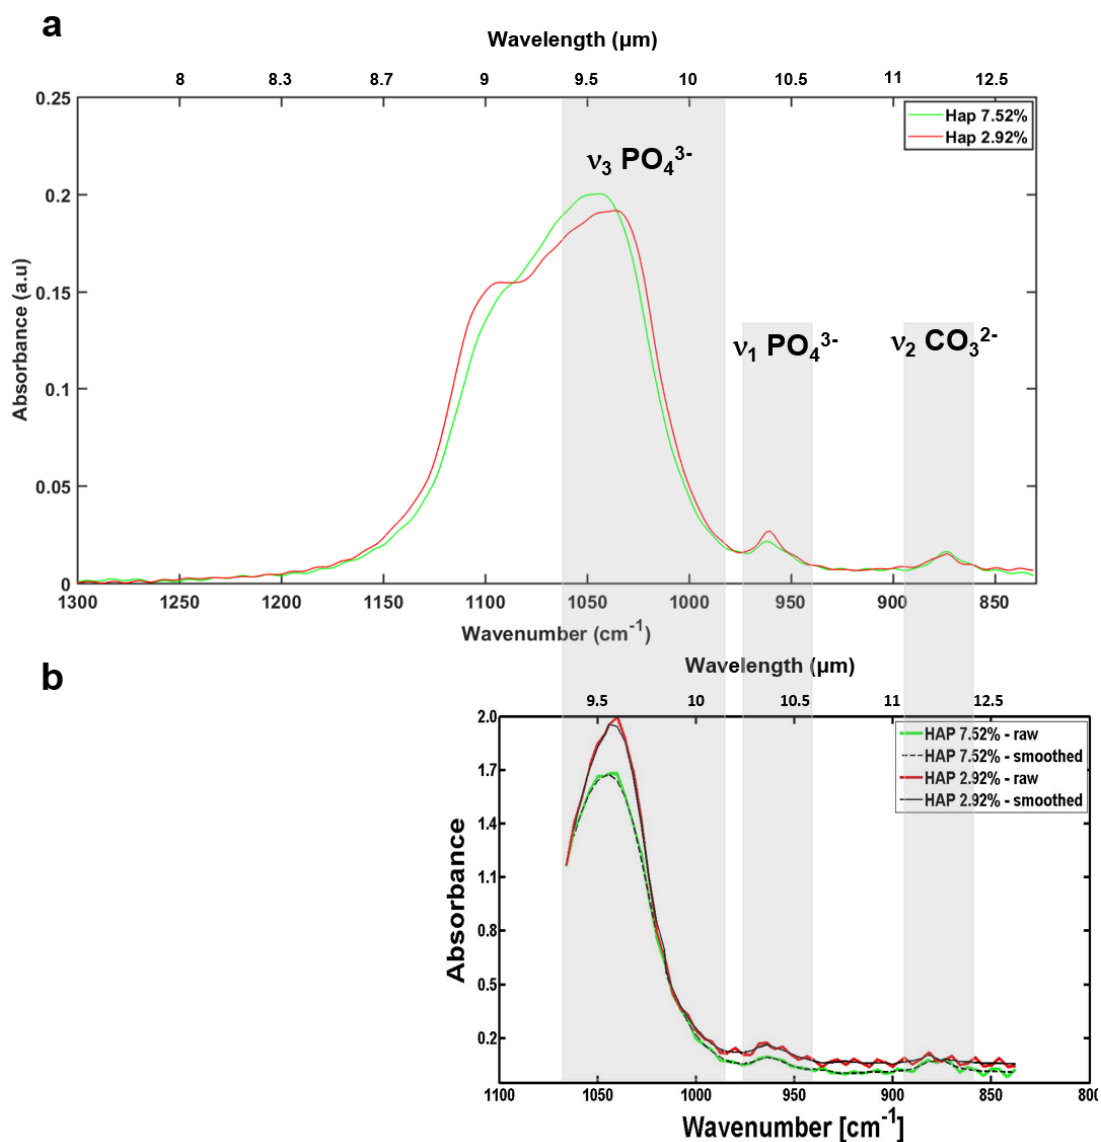 a
Wavelength (µm)
8 8.3 8.7 9 9.5 10 10.5 11 12.5
0.25
Hap 7.52%
Hap 2.92%
ν3 PO4 3-
0.2
0.15
ν1 PO4 3-
ν2 CO3 2-
Absorbance (a.u)
0.1
0.05
0
1300 1250 1200 1150 1100 1050 1000 950 900 850
Wavenumber (cm-1)
b
Wavelength (µm)
9.5 10 10.5 11 12.5
2.0
HAP 7.52% - raw
HAP 7.52% - smoothed
HAP 2.92% - raw
HAP 2.92% - smoothed
1.7
1.4
1.1
0.8
0.5
0.2
Absorbance
1100 1050 1000 950 900 850 800
Wavenumber [cm-1]